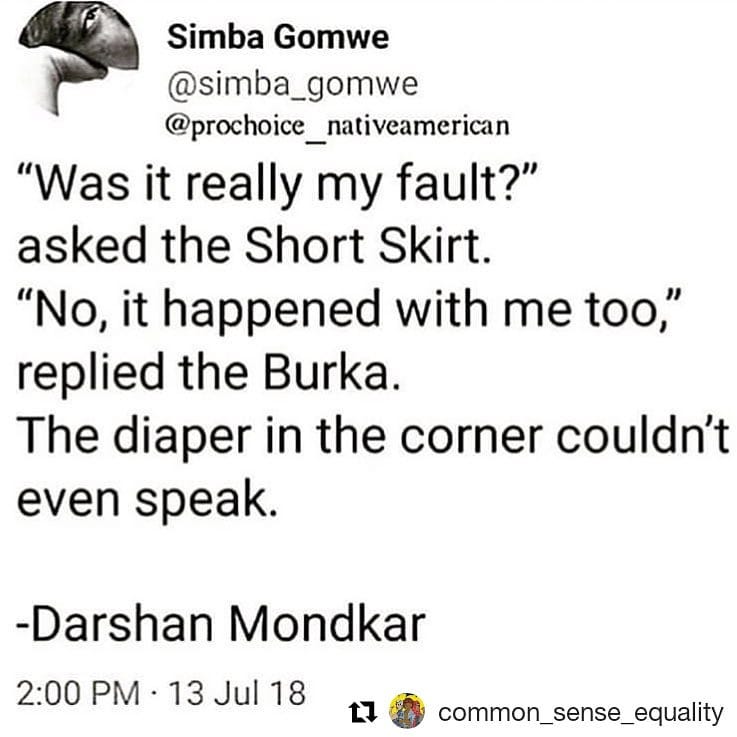 Simba Gomwe
@simba_gomwe
@prochoice_nativeamerican
“Was it really my fault?”
asked the Short Skirt.
“No, it happened with me too,”
replied the Burka.
The diaper in the corner couldn’t
even speak.
-Darshan Mondkar
2:00 PM · 13 Jul 18
common_sense_equality